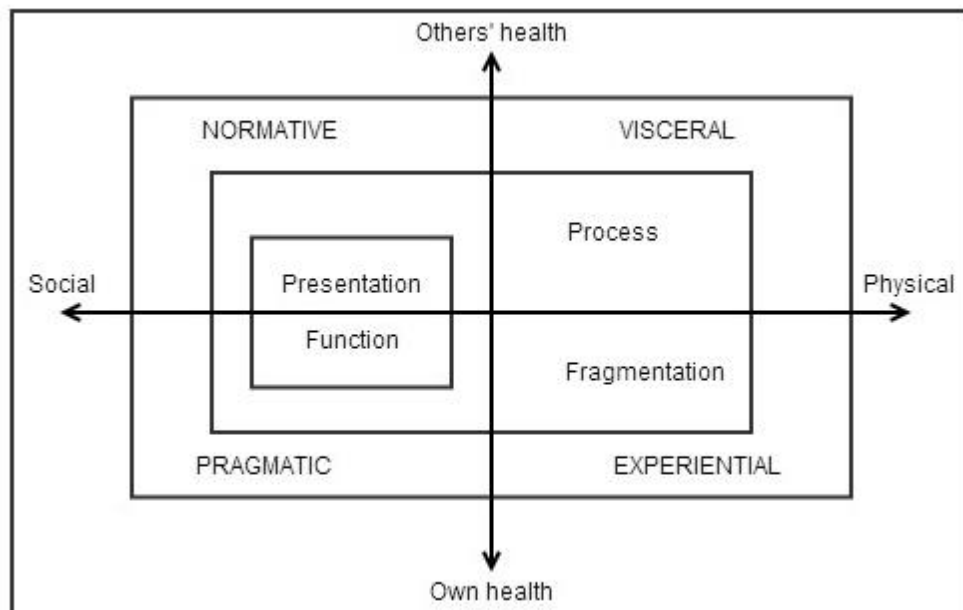 Others' health
NORMATIVE VISCERAL
Process
Social Presentation Physical
Function
Fragmentation
PRAGMATIC EXPERIENTIAL
Own health